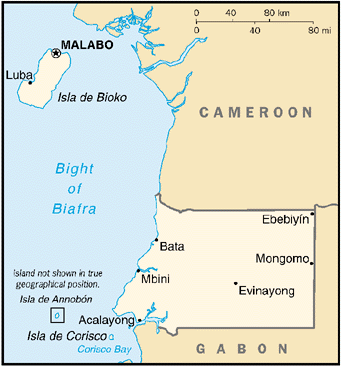 0 40 80 km
0 40 80 mi
MALABO
Luba
Isla de Bioko
CAMEROON
Bight
of
Biafra
Ebebiyín
Bata
Mongomo
island not shown in true
geographical position.
Mbini
Evinayong
Isla de Annobón
Acalayong
Isla de Corisco
Corisco Bay
GABON